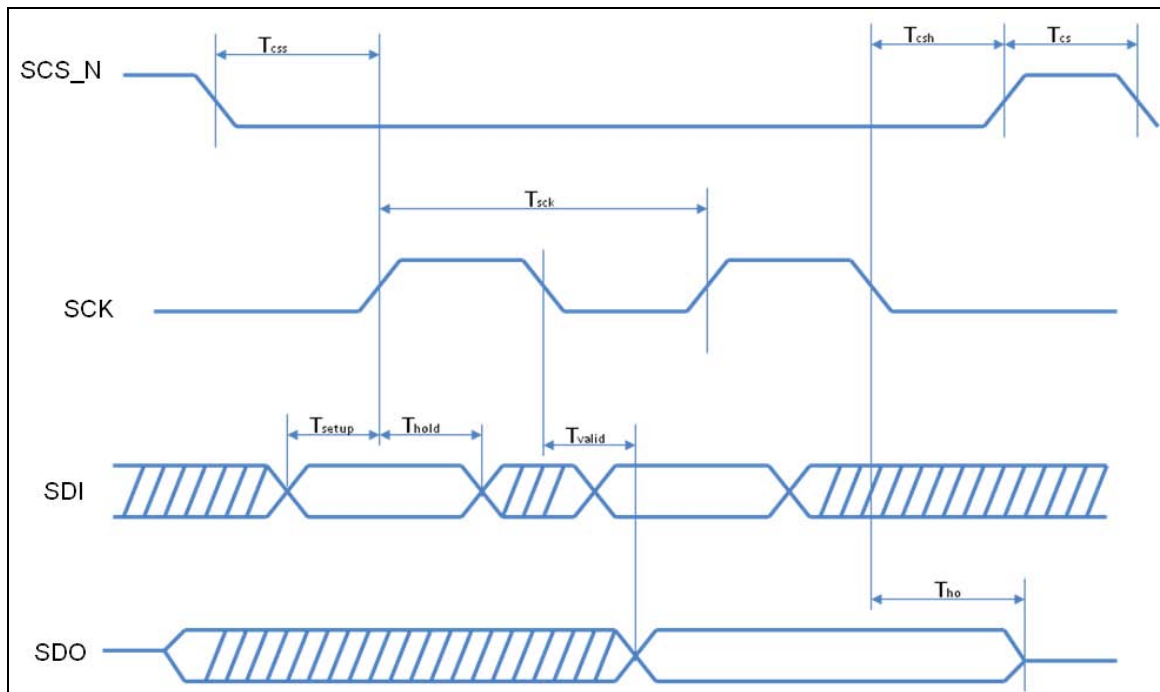 Tcss
Tcsh
Tcs
SCS_N
Tsck
SCK
Tsetup
Thold
Tvalid
SDI
Tho
SDO